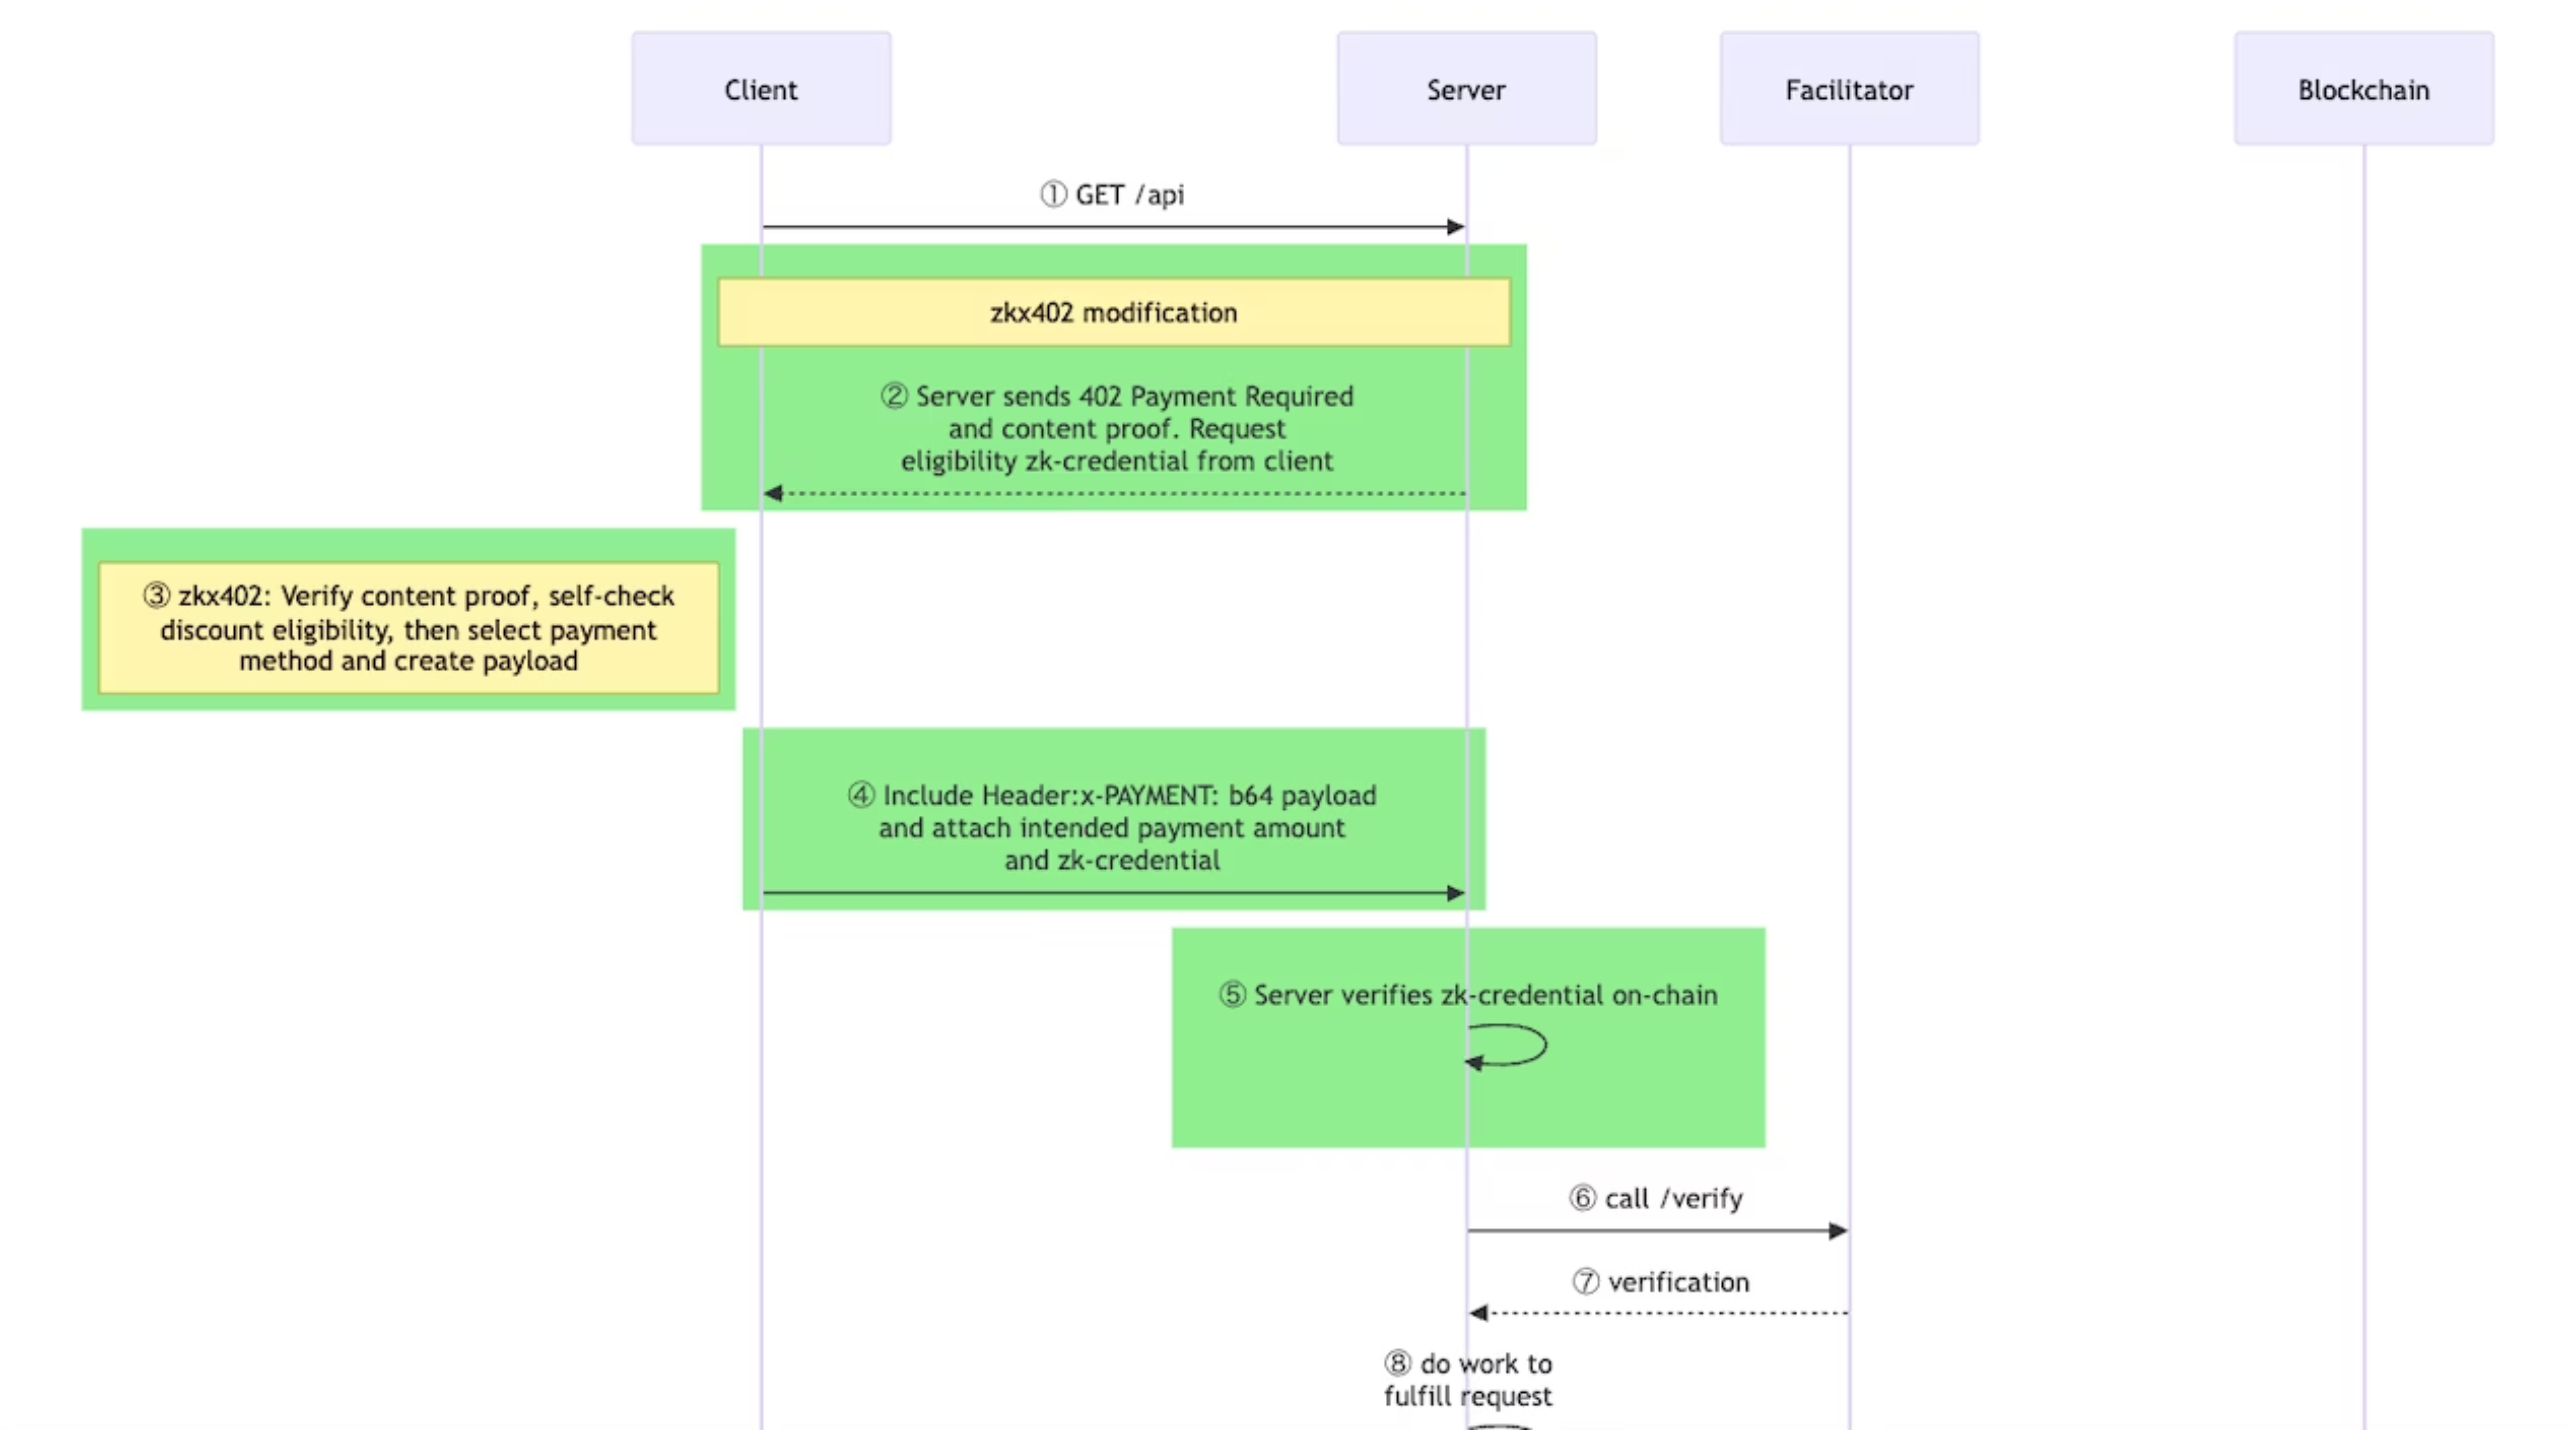 Client
Server
Facilitator
Blockchain
① GET /api
zkx402 modification
② Server sends 402 Payment Required
and content proof. Request
eligibility zk-credential from client
③ zkx402: Verify content proof, self-check
discount eligibility, then select payment
method and create payload
④ Include Header:x-PAYMENT: b64 payload
and attach intended payment amount
and zk-credential
⑤ Server verifies zk-credential on-chain
⑥ call /verify
⑦ verification
⑧ do work to
fulfill request